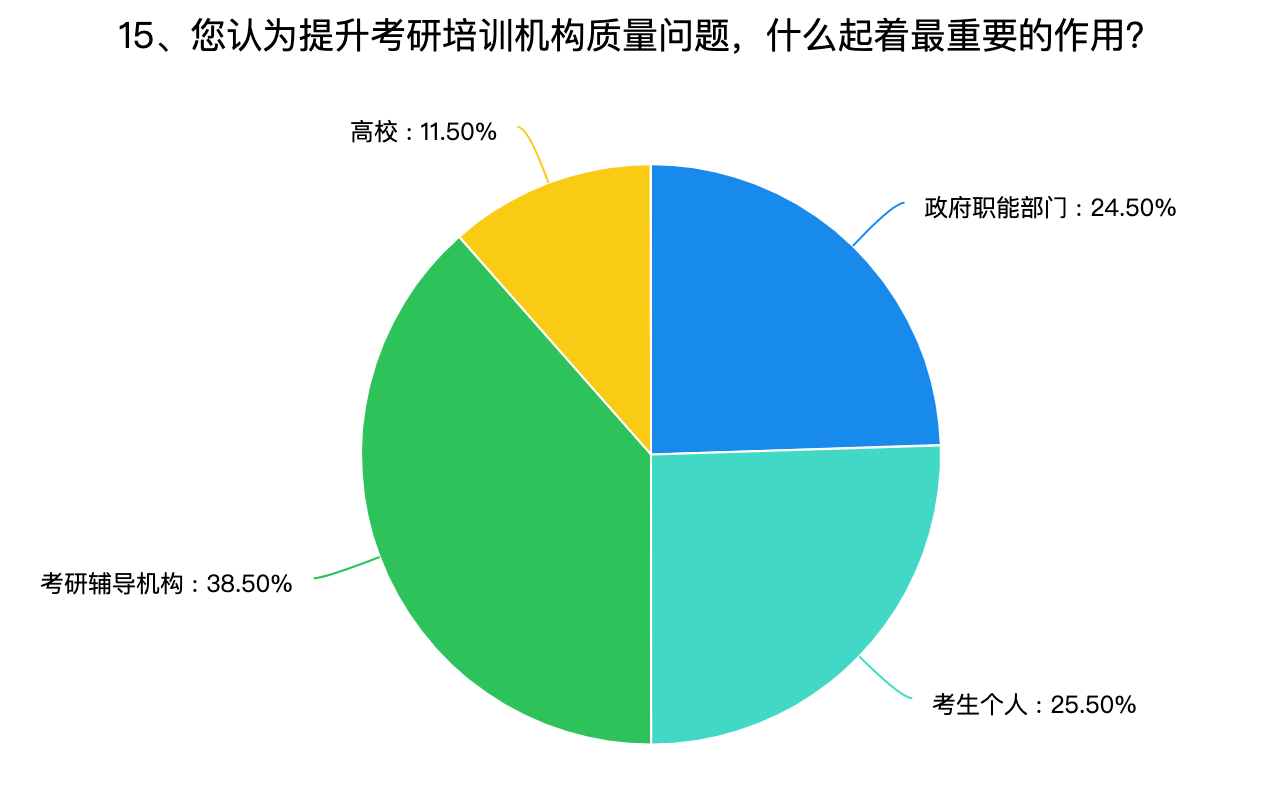 15、您认为提升考研培训机构质量问题，什么起着最重要的作用?
高校 : 11.50%
政府职能部门 : 24.50%
考研辅导机构 : 38.50%
考生个人 : 25.50%